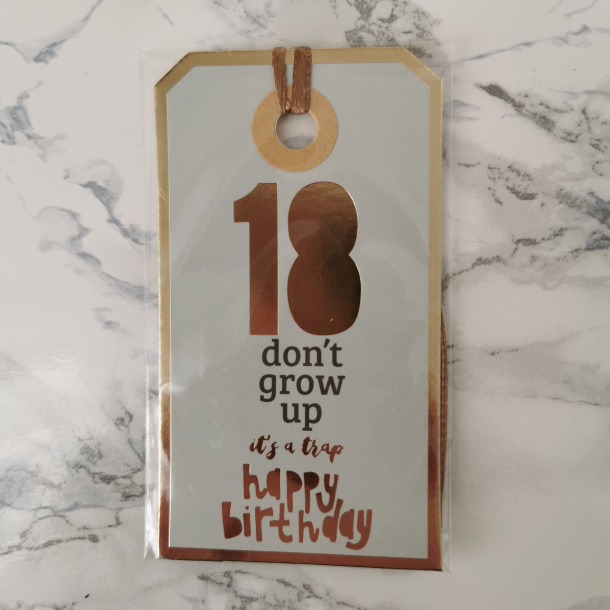 18
don't
grow
up
it's a trap
happy
birthday